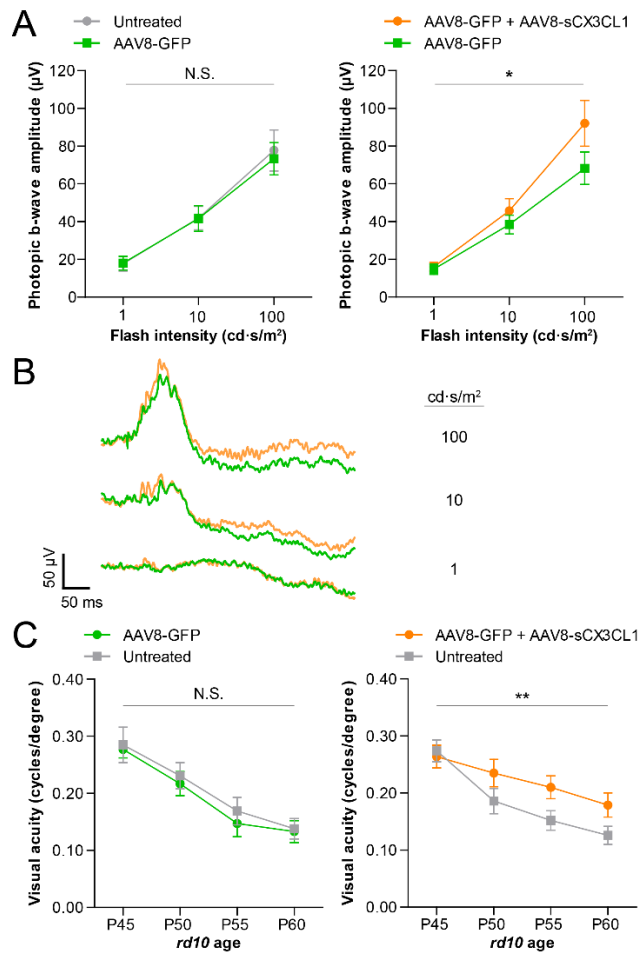 A
Untreated
AAV8-GFP
N.S.
Photopic b-wave amplitude (µV)
120
100
80
60
40
20
0
1
10
100
Flash intensity (cd·s/m²)
AAV8-GFP + AAV8-sCX3CL1
AAV8-GFP
*
Photopic b-wave amplitude (µV)
120
100
80
60
40
20
0
1
10
100
Flash intensity (cd·s/m²)
B
cd·s/m²
100
10
1
50 µV
50 ms
C
AAV8-GFP
Untreated
N.S.
Visual acuity (cycles/degree)
0.40
0.30
0.20
0.10
0.00
P45
P50
P55
P60
rd10 age
AAV8-GFP + AAV8-sCX3CL1
Untreated
**
Visual acuity (cycles/degree)
0.40
0.30
0.20
0.10
0.00
P45
P50
P55
P60
rd10 age